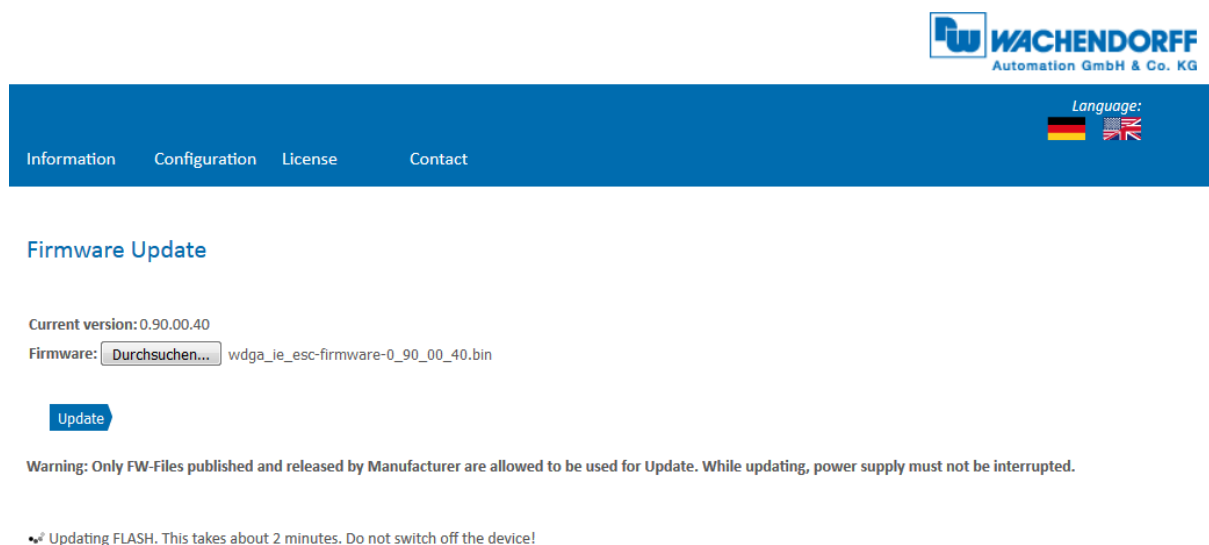 WACHENDORFF
Automation GmbH & Co. KG
Language:
Information Configuration License Contact
Firmware Update
Current version: 0.90.00.40
Firmware: Durchsuchen... wdga_ie_esc-firmware-0_90_00_40.bin
Update
Warning: Only FW-Files published and released by Manufacturer are allowed to be used for Update. While updating, power supply must not be interrupted.
Updating FLASH. This takes about 2 minutes. Do not switch off the device!